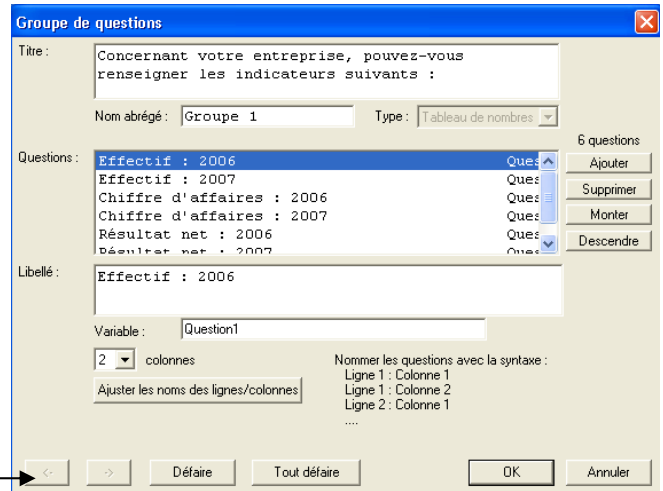 Groupe de questions
Titre :
Concernant votre entreprise, pouvez-vous
renseigner les indicateurs suivants :
Nom abrégé : Groupe 1 Type : Tableau de nombres
6 questions
Questions :
Effectif : 2006 Ques
Effectif : 2007 Ques
Chiffre d'affaires : 2006 Ques
Chiffre d'affaires : 2007 Ques
Résultat net : 2006 Ques
Résultat net : 2007 Ques
Ajouter
Supprimer
Monter
Descendre
Libellé :
Effectif : 2006
Variable : Question1
2 colonnes
Ajuster les noms des lignes/colonnes
Nommer les questions avec la syntaxe :
Ligne 1 : Colonne 1
Ligne 1 : Colonne 2
Ligne 2 : Colonne 1
....
<- -> Défaire Tout défaire OK Annuler